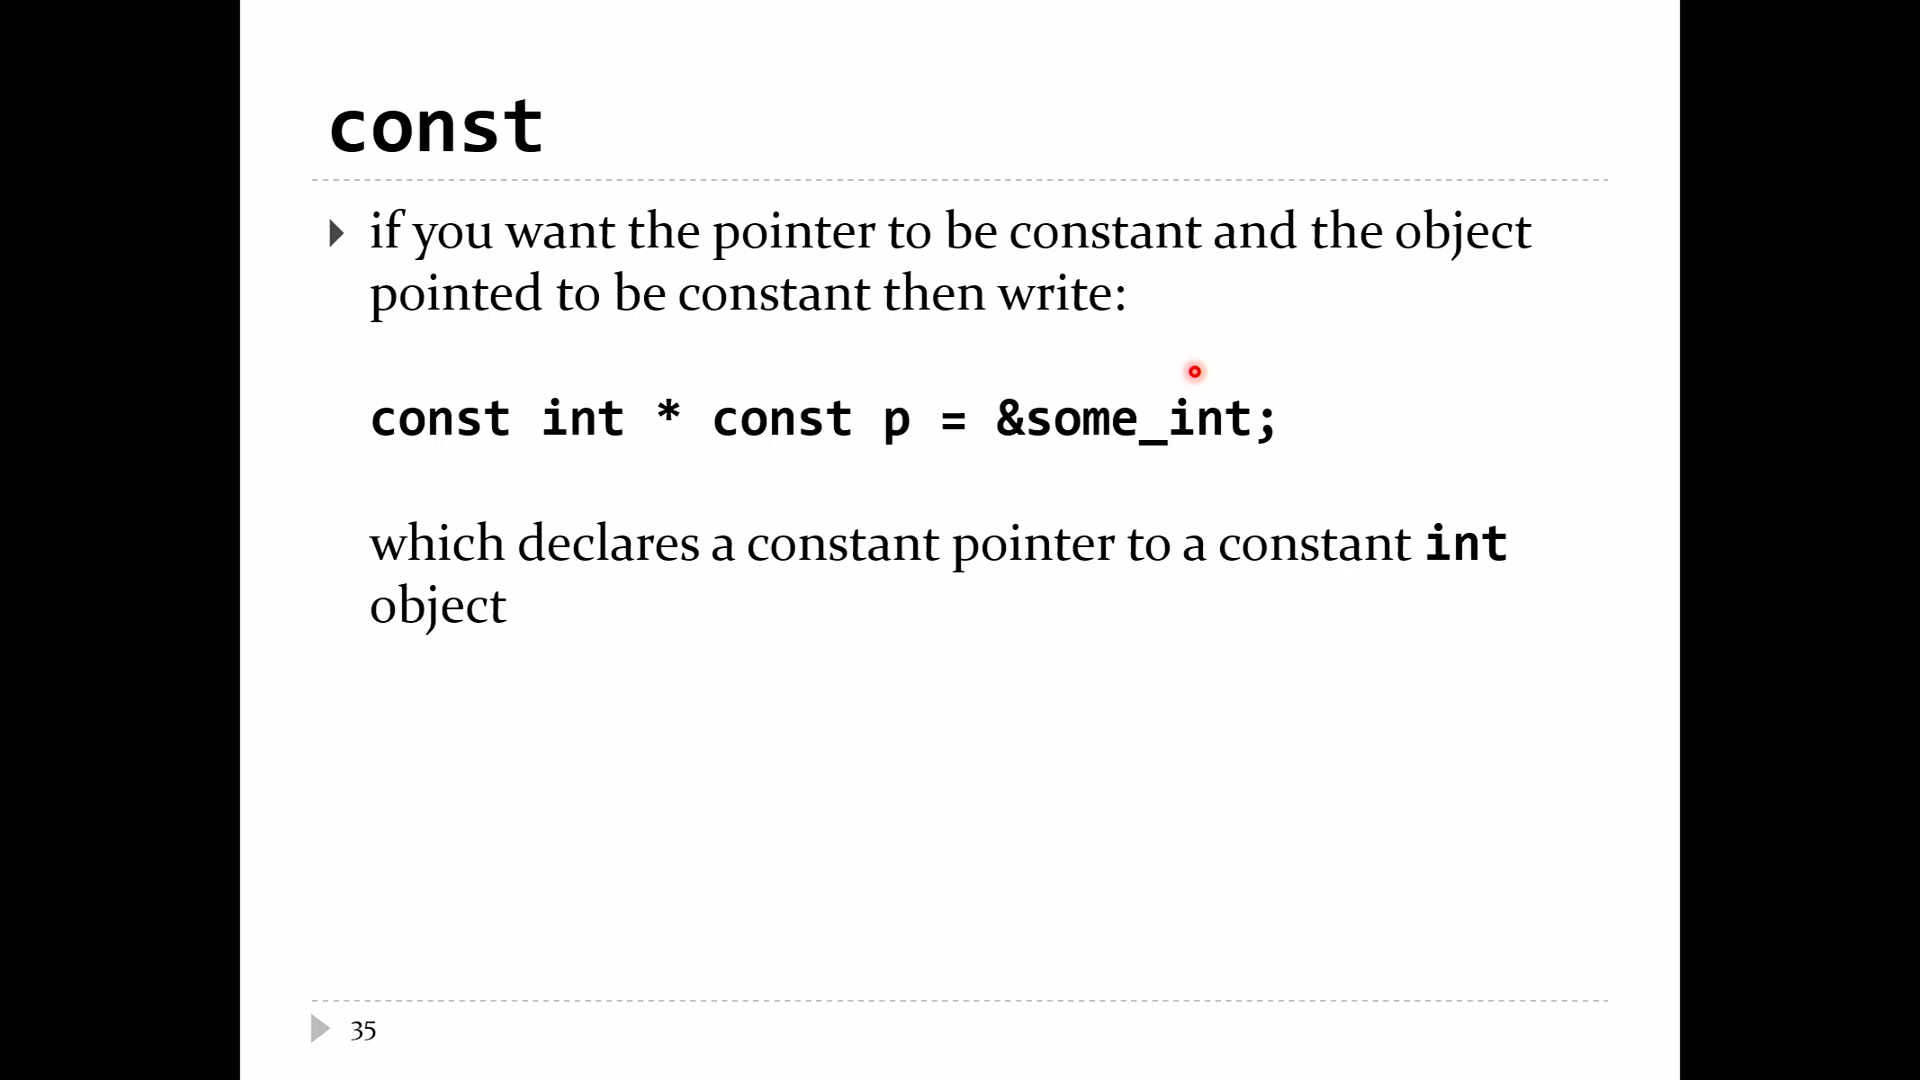 const
if you want the pointer to be constant and the object
pointed to be constant then write:
const int * const p = &some_int;
which declares a constant pointer to a constant int
object
35